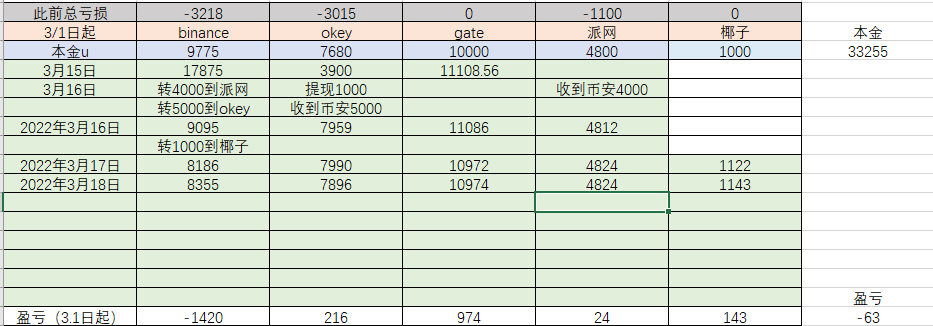 此前总亏损 -3218 -3015 0 -1100 0
3/1日起 binance okey gate 派网 椰子 本金
本金u 9775 7680 10000 4800 1000 33255
3月15日 17875 3900 11108.56
3月16日 转4000到派网 提现1000 收到币安4000
转5000到okey 收到币安5000
2022年3月16日 9095 7959 11086 4812
转1000到椰子
2022年3月17日 8186 7990 10972 4824 1122
2022年3月18日 8355 7896 10974 4824 1143
盈亏
盈亏（3.1日起） -1420 216 974 24 143 -63